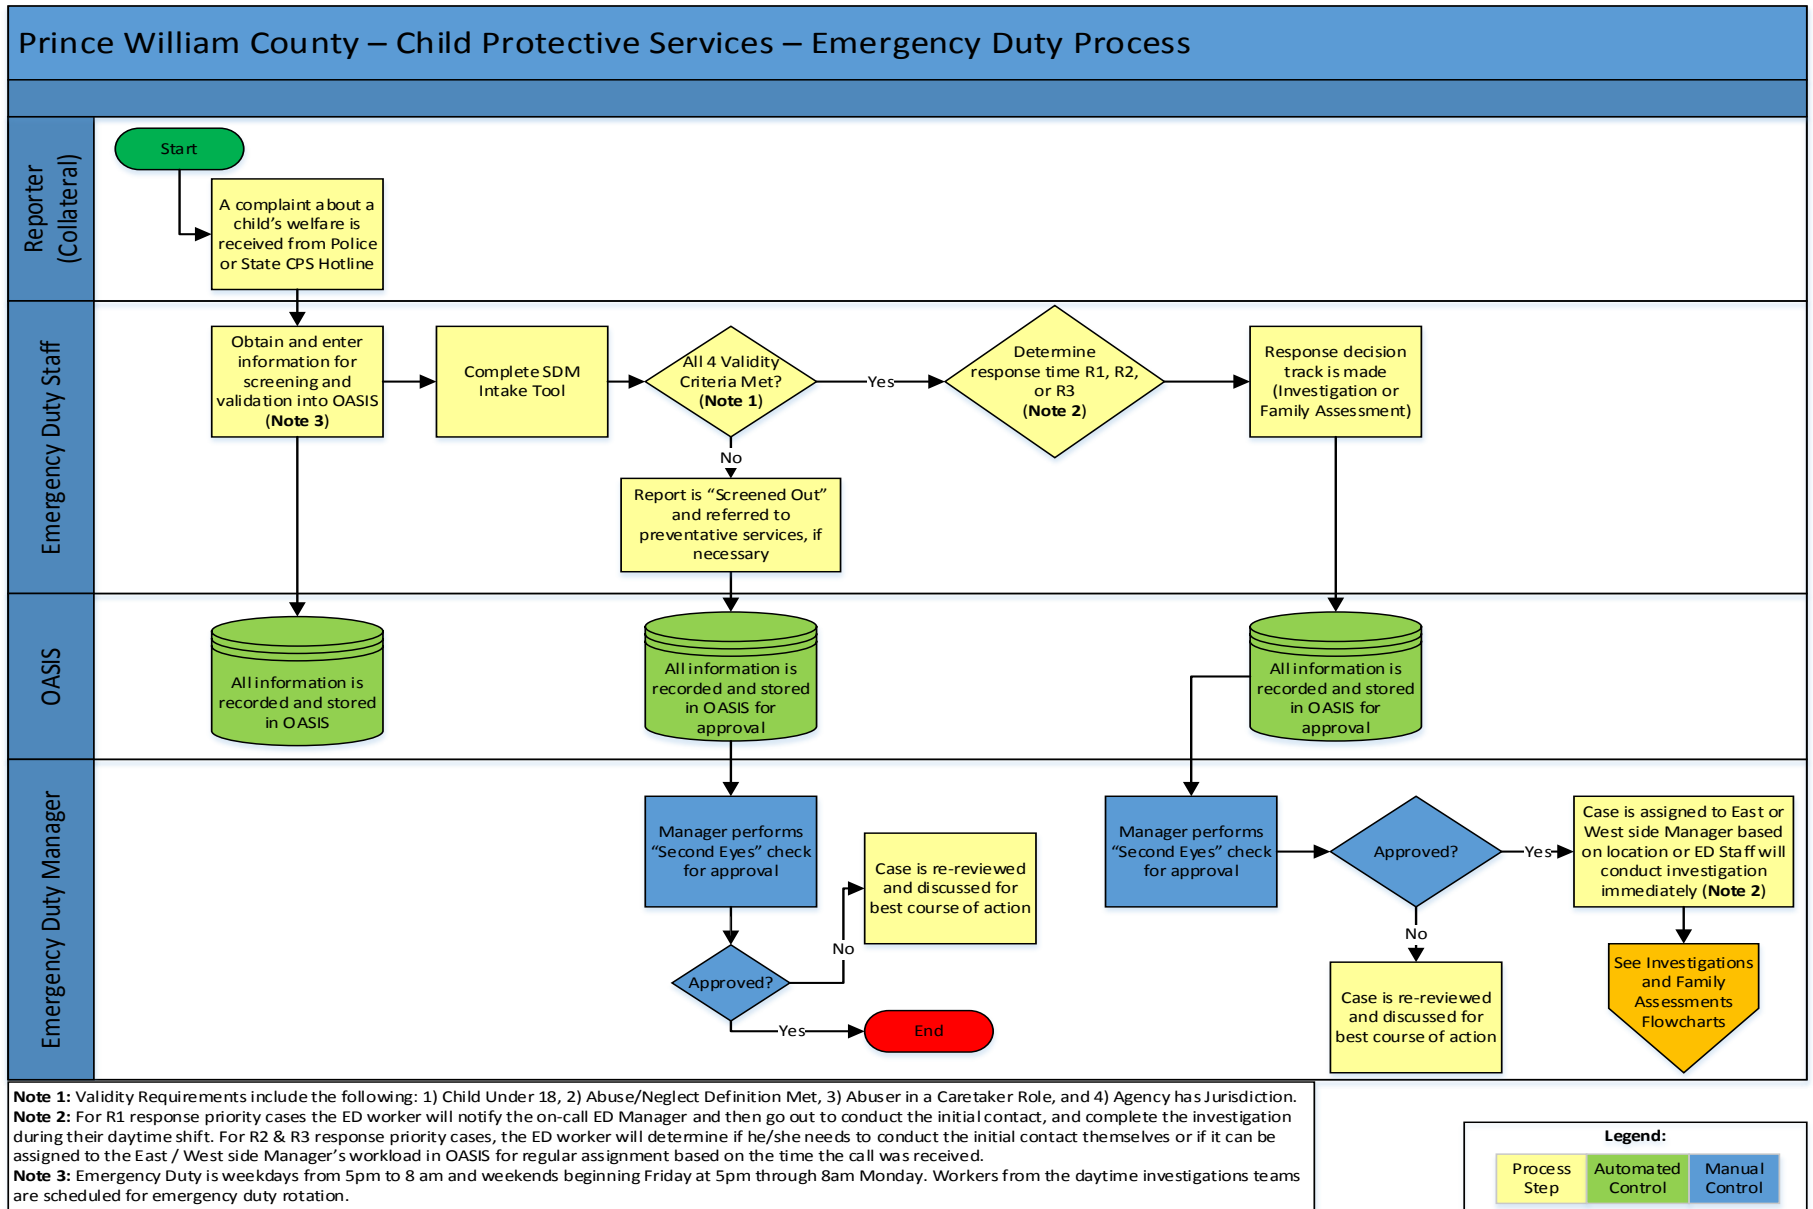 Prince William County – Child Protective Services – Emergency Duty Process
Reporter
(Collateral)
Start
A complaint about a
child's welfare is
received from Police
or State CPS Hotline
Emergency Duty Staff
Obtain and enter
information for
screening and
validation into OASIS
(Note 3)
Complete SDM
Intake Tool
All 4 Validity
Criteria Met?
(Note 1)
Yes
Determine
response time R1, R2,
or R3
(Note 2)
Response decision
track is made
(Investigation or
Family Assessment)
No
Report is “Screened Out”
and referred to
preventative services, if
necessary
OASIS
All information is
recorded and stored
in OASIS
All information is
recorded and stored
in OASIS for
approval
All information is
recorded and stored
in OASIS for
approval
Emergency Duty Manager
Manager performs
“Second Eyes” check
for approval
Approved?
No
Case is re-reviewed
and discussed for
best course of action
Yes
End
Manager performs
“Second Eyes” check
for approval
Approved?
Yes
Case is assigned to East or
West side Manager based
on location or ED Staff will
conduct investigation
immediately (Note 2)
No
Case is re-reviewed
and discussed for
best course of action
See Investigations
and Family
Assessments
Flowcharts
Note 1: Validity Requirements include the following: 1) Child Under 18, 2) Abuse/Neglect Definition Met, 3) Abuser in a Caretaker Role, and 4) Agency has Jurisdiction.
Note 2: For R1 response priority cases the ED worker will notify the on-call ED Manager and then go out to conduct the initial contact, and complete the investigation
during their daytime shift. For R2 & R3 response priority cases, the ED worker will determine if he/she needs to conduct the initial contact themselves or if it can be
assigned to the East / West side Manager's workload in OASIS for regular assignment based on the time the call was received.
Note 3: Emergency Duty is weekdays from 5pm to 8 am and weekends beginning Friday at 5pm through 8am Monday. Workers from the daytime investigations teams
are scheduled for emergency duty rotation.
Legend:
Process
Step
Automated
Control
Manual
Control